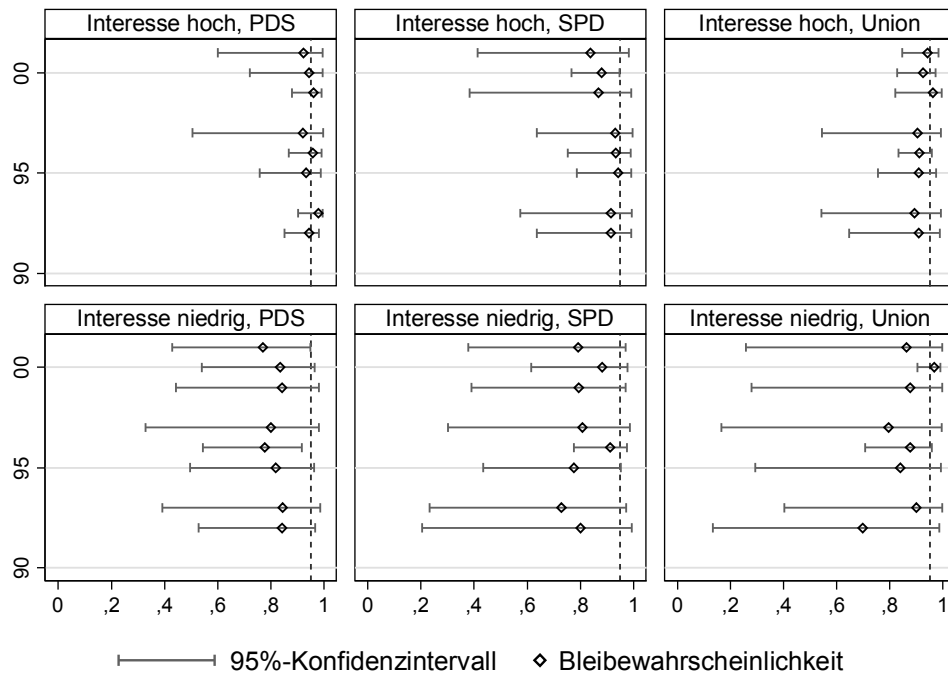 Interesse hoch, PDS
Interesse hoch, SPD
Interesse hoch, Union
00
95
90
Interesse niedrig, PDS
Interesse niedrig, SPD
Interesse niedrig, Union
00
95
90
0 ,2 ,4 ,6 ,8 1
0 ,2 ,4 ,6 ,8 1
0 ,2 ,4 ,6 ,8 1
95%-Konfidenzintervall
Bleibewahrscheinlichkeit